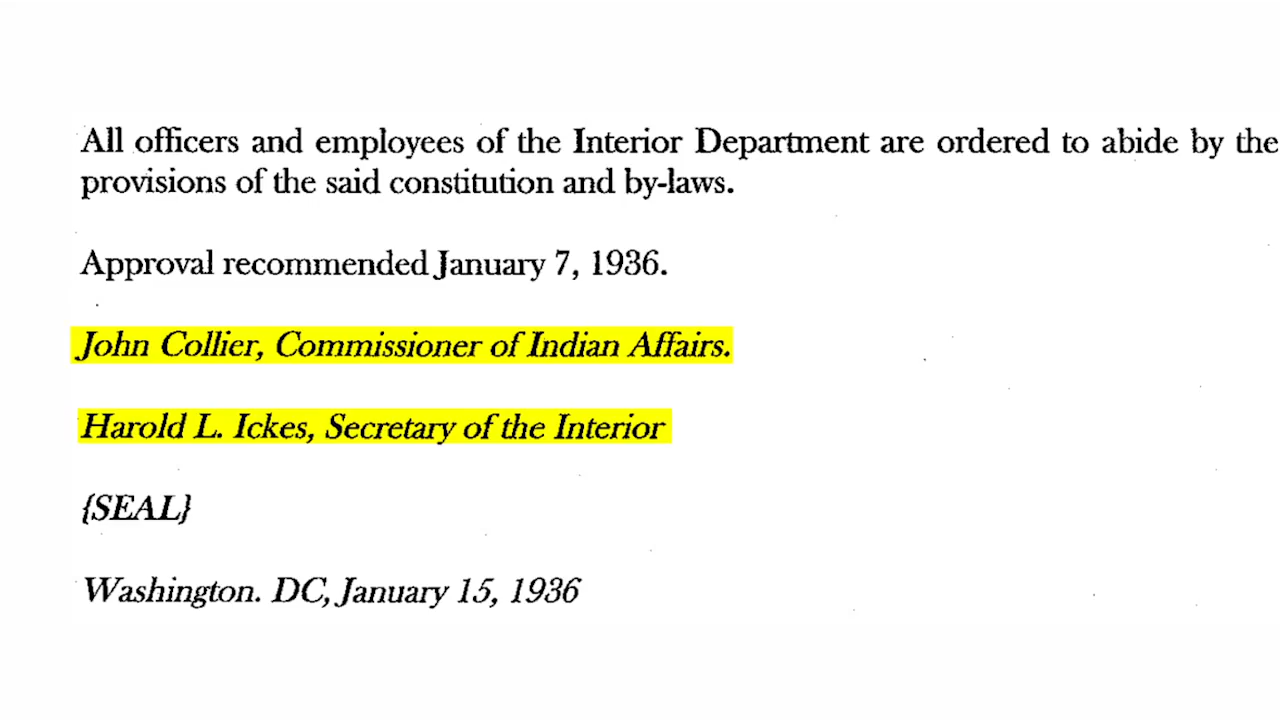 All officers and employees of the Interior Department are ordered to abide by the
provisions of the said constitution and by-laws.
Approval recommended January 7, 1936.
John Collier, Commissioner of Indian Affairs.
Harold L. Ickes, Secretary of the Interior
{SEAL}
Washington. DC, January 15, 1936